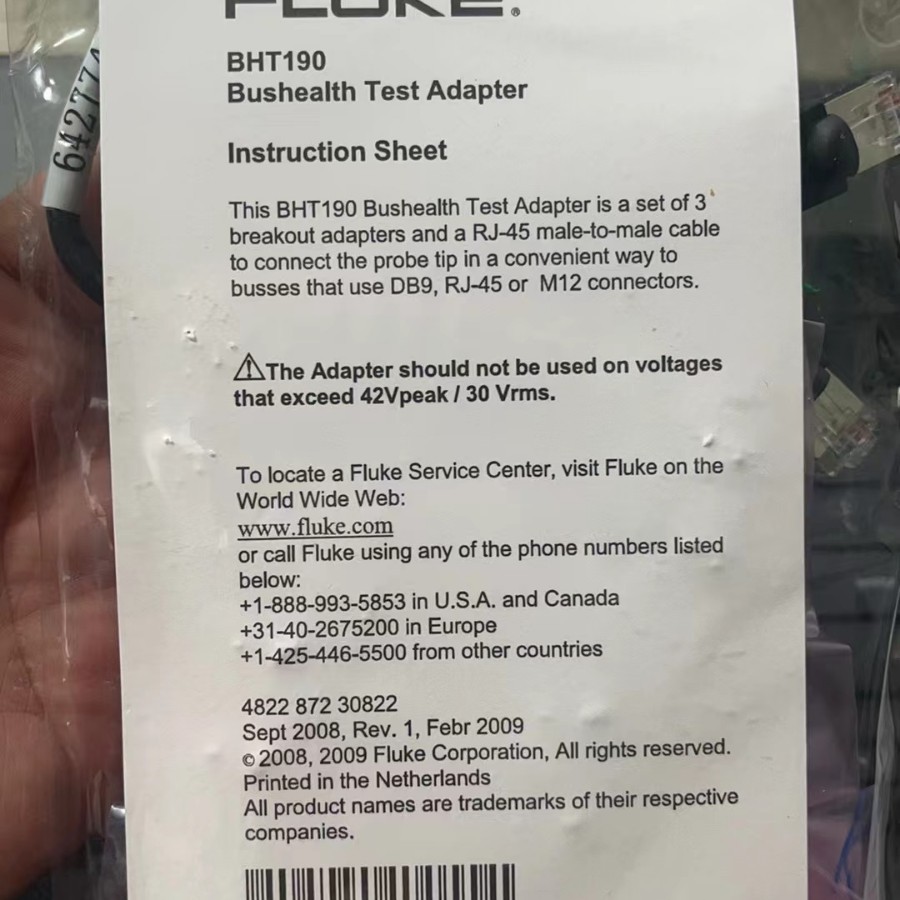 FLUKE®
BHT190
Bushealth Test Adapter
Instruction Sheet
This BHT190 Bushealth Test Adapter is a set of 3
breakout adapters and a RJ-45 male-to-male cable
to connect the probe tip in a convenient way to
busses that use DB9, RJ-45 or M12 connectors.
⚠The Adapter should not be used on voltages
that exceed 42Vpeak / 30 Vrms.
To locate a Fluke Service Center, visit Fluke on the
World Wide Web:
www.fluke.com
or call Fluke using any of the phone numbers listed
below:
+1-888-993-5853 in U.S.A. and Canada
+31-40-2675200 in Europe
+1-425-446-5500 from other countries
4822 872 30822
Sept 2008, Rev. 1, Febr 2009
© 2008, 2009 Fluke Corporation, All rights reserved.
Printed in the Netherlands
All product names are trademarks of their respective
companies.